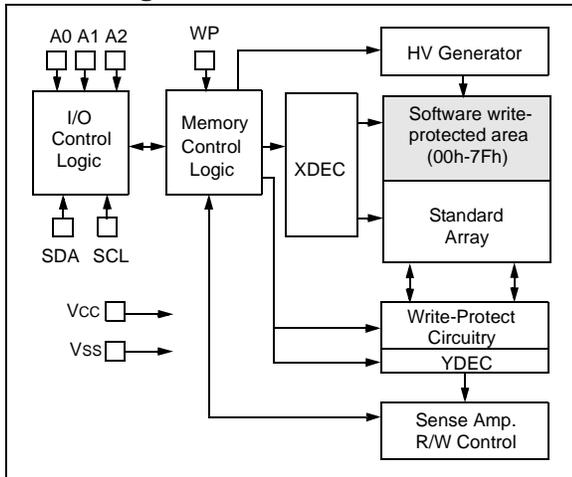 A0 A1 A2
WP
HV Generator
I/O
Control
Logic
Memory
Control
Logic
XDEC
Software write-
protected area
(00h-7Fh)
Standard
Array
SDA SCL
Vcc
Vss
Write-Protect
Circuitry
YDEC
Sense Amp.
R/W Control